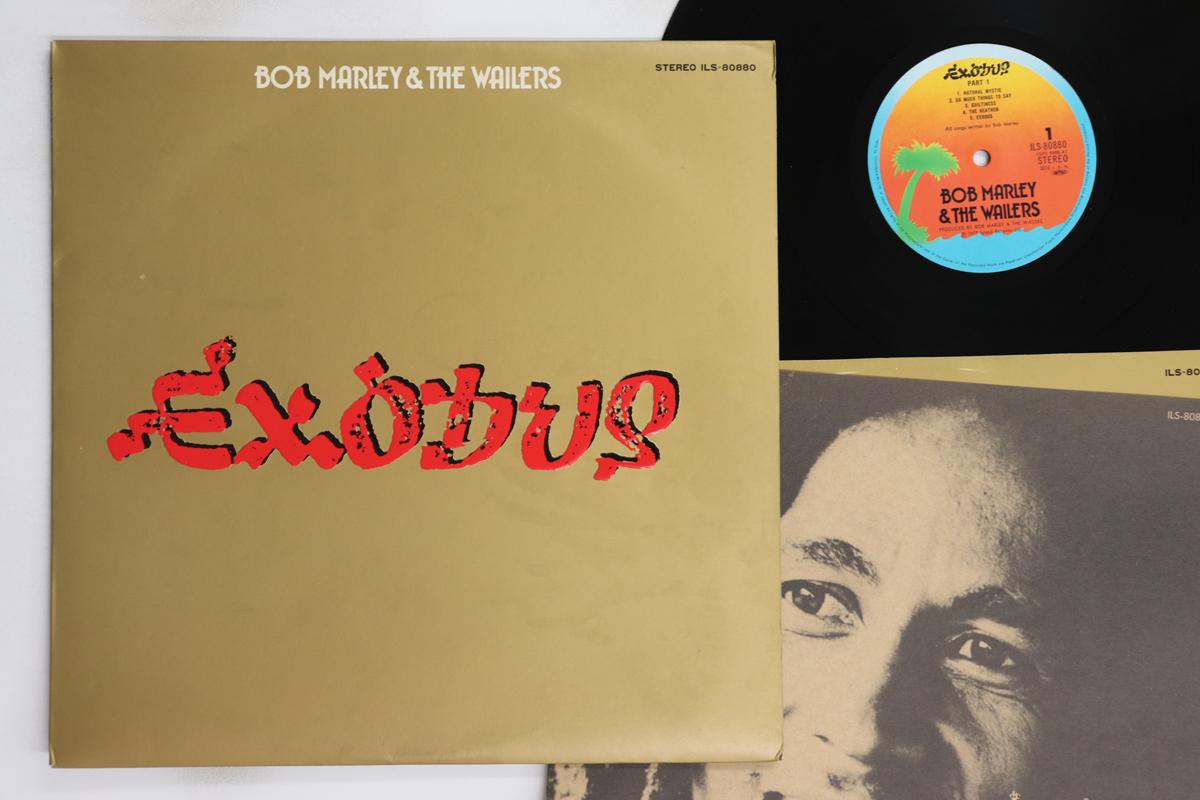 BOB MARLEY & THE WAILERS
STEREO ILS-80880
Exodus
Exodus
PART 1
1. NATURAL MYSTIC
2. SO MUCH THINGS TO SAY
3. GUILTINESS
4. THE HEATHEN
5. EXODUS
All songs written by Bob Marley
1
ILS-80880
STEREO
BOB MARLEY
& THE WAILERS
PRODUCED BY BOB MARLEY & THE WAILERS
ILS-80
ILS-808